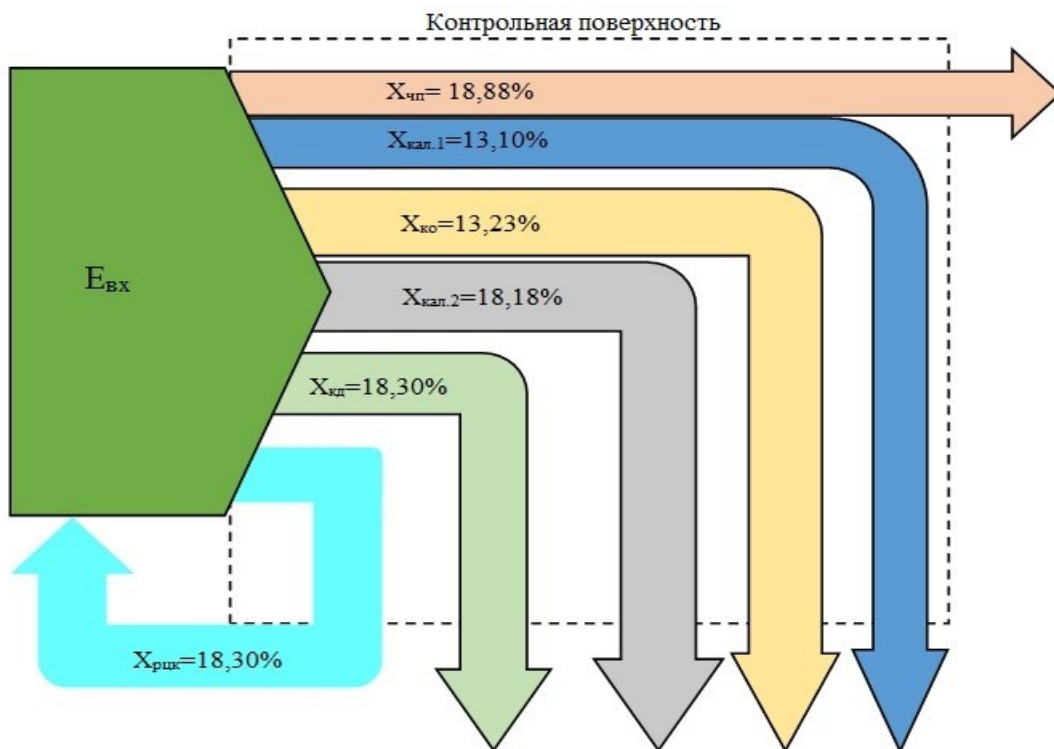 Контрольная поверхность
Xчп= 18,88%
Xкал.1=13,10%
Xко=13,23%
Eвх
Xкал.2=18,18%
Xкд=18,30%
Xрцк=18,30%